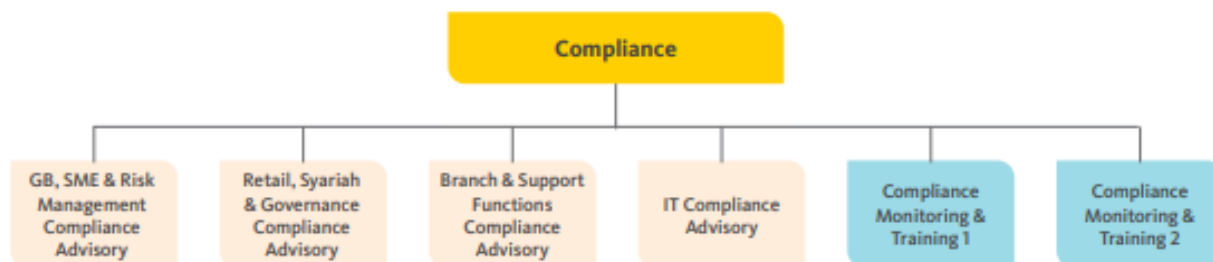 Compliance
GB, SME & Risk
Management
Compliance
Advisory
Retail, Syariah
& Governance
Compliance
Advisory
Branch & Support
Functions
Compliance
Advisory
IT Compliance
Advisory
Compliance
Monitoring &
Training 1
Compliance
Monitoring &
Training 2